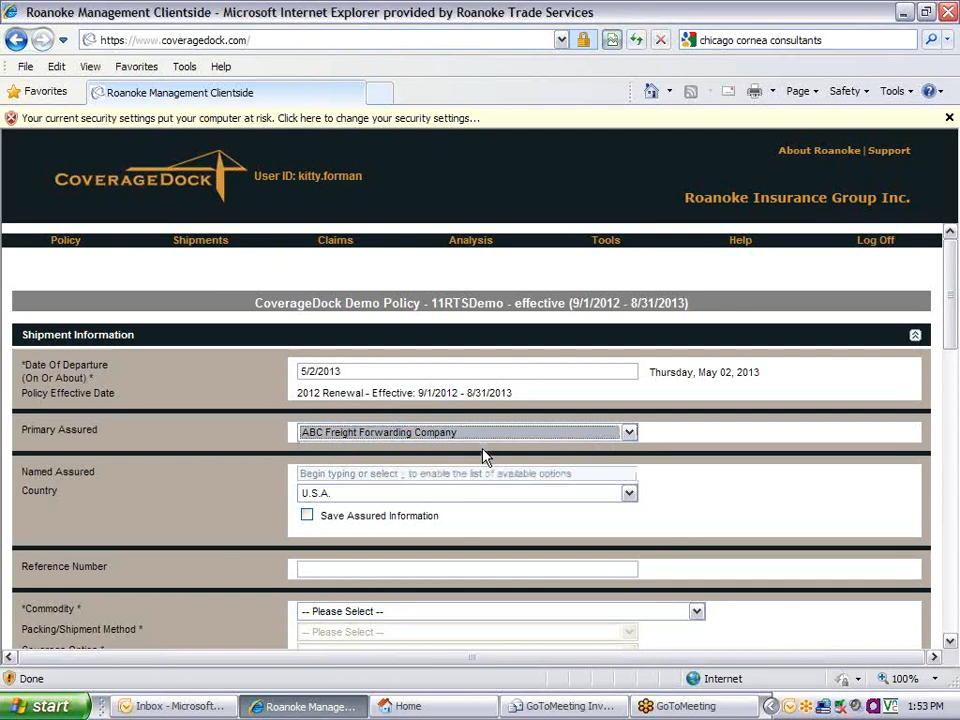 Roanoke Management Clientside - Microsoft Internet Explorer provided by Roanoke Trade Services
https://www.coveragedock.com/
chicago cornea consultants
File Edit View Favorites Tools Help
Favorites Roanoke Management Clientside Page Safety Tools
Your current security settings put your computer at risk. Click here to change your security settings...
About Roanoke | Support
COVERAGEDOCK User ID: kitty.forman
Roanoke Insurance Group Inc.
Policy Shipments Claims Analysis Tools Help Log Off
CoverageDock Demo Policy - 11RTSDemo - effective (9/1/2012 - 8/31/2013)
Shipment Information
*Date Of Departure
(On Or About) *
5/2/2013 Thursday, May 02, 2013
Policy Effective Date 2012 Renewal - Effective: 9/1/2012 - 8/31/2013
Primary Assured ABC Freight Forwarding Company
Named Assured Begin typing or select ; to enable the list of available options
Country U.S.A.
Save Assured Information
Reference Number
*Commodity * -- Please Select --
Packing/Shipment Method * -- Please Select --
Coverage Option *
Done Internet 100%
start Inbox - Microsoft... Roanoke Manage... Home GoToMeeting Inv... GoToMeeting 1:53 PM